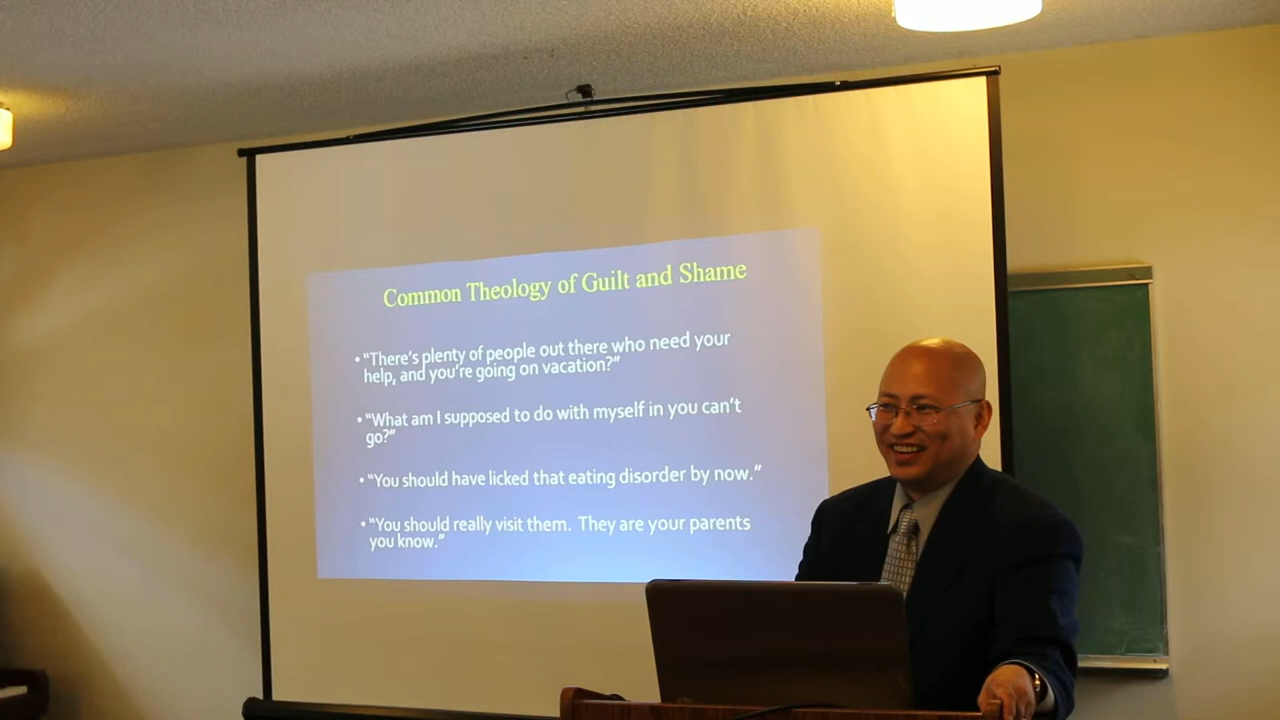 Common Theology of Guilt and Shame
• “There’s plenty of people out there who need your
help, and you’re going on vacation?”
• “What am I supposed to do with myself in you can’t
go?”
• “You should have licked that eating disorder by now.”
• “You should really visit them.  They are your parents
you know.”